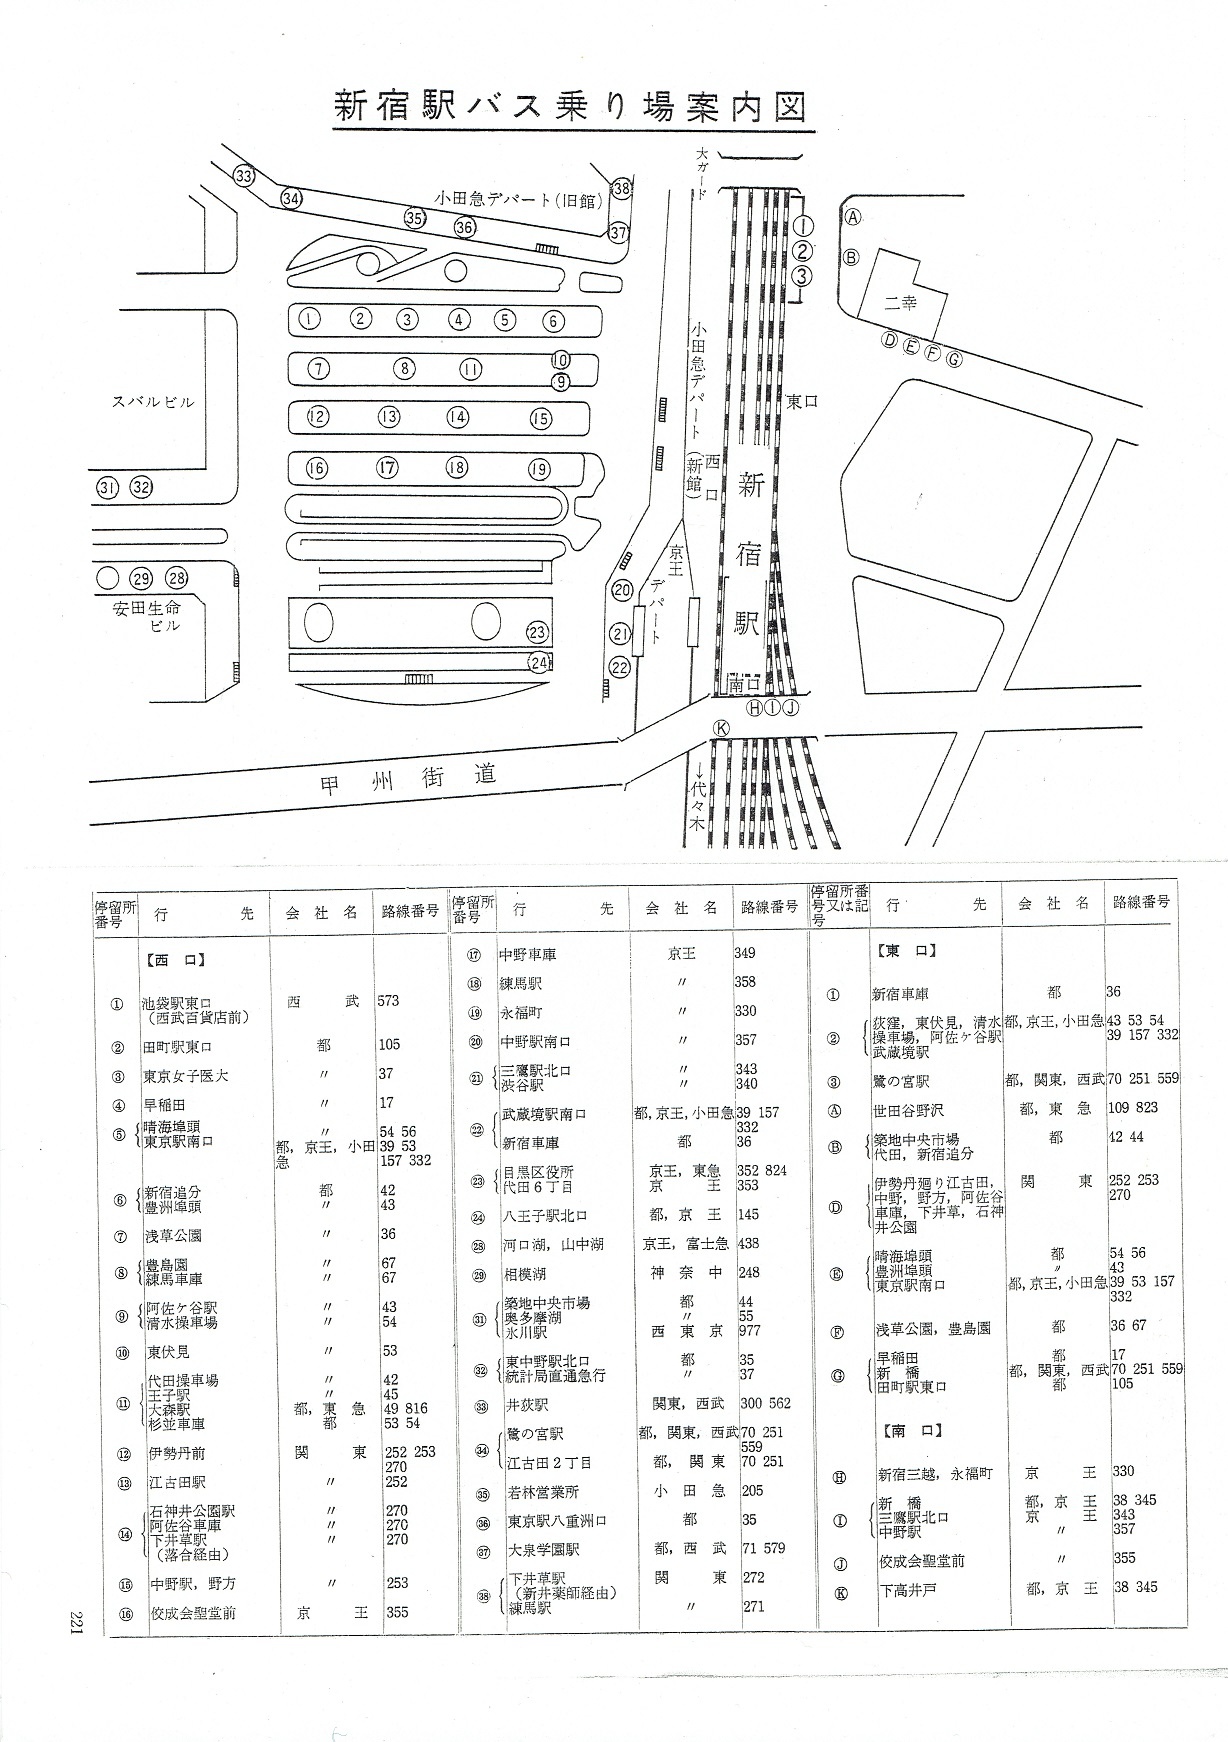 新宿駅バス乗り場案内図
大ガード
㉝
㉞
小田急デパート(旧館)
㊳
㉟
㊱
㊲
① ② ③ ④ ⑤ ⑥
⑦ ⑧ ⑪ ⑩
⑨
⑫ ⑬ ⑭ ⑮
⑯ ⑰ ⑱ ⑲
スバルビル
㉛ ㉜
㉙ ㉘
安田生命
ビル
⑳
㉑
㉒
㉓
㉔
小田急デパート(新館)
京王
デパート
西口
新宿駅
東口
南口
①
②
③
Ⓐ
Ⓑ
二幸
Ⓓ Ⓔ Ⓕ Ⓖ
Ⓗ Ⓘ Ⓙ
Ⓚ
甲州街道
↓代々木
停留所番号 行先 会社名 路線番号
【西口】
① 池袋駅東口 西武 573
(西武百貨店前)
② 田町駅東口 都 105
③ 東京女子医大 〃 37
④ 早稲田 〃 17
⑤ 晴海埠頭 〃 54 56
東京駅南口 都,京王,小田急 39 53
157 332
⑥ 新宿追分 都 42
豊洲埠頭 〃 43
⑦ 浅草公園 〃 36
⑧ 豊島園 〃 67
練馬車庫 〃 67
⑨ 阿佐ケ谷駅 〃 43
清水操車場 〃 54
⑩ 東伏見 〃 53
⑪ 代田操車場 〃 42
王子駅 〃 45
大森駅 都,東急 49 816
杉並車庫 都 53 54
⑫ 伊勢丹前 関東 252 253
270
⑬ 江古田駅 〃 252
⑭ 石神井公園駅 〃 270
阿佐谷車庫 〃 270
下井草駅 〃 270
(落合経由)
⑮ 中野駅,野方 〃 253
⑯ 佼成会聖堂前 京王 355
停留所番号 行先 会社名 路線番号
⑰ 中野車庫 京王 349
⑱ 練馬駅 〃 358
⑲ 永福町 〃 330
⑳ 中野駅南口 〃 357
㉑ 三鷹駅北口 〃 343
渋谷駅 〃 340
㉒ 武蔵境駅南口 都,京王,小田急 39 157
332
新宿車庫 都 36
㉓ 目黒区役所 京王,東急 352 824
代田6丁目 京王 353
㉔ 八王子駅北口 都,京王 145
㉘ 河口湖,山中湖 京王,富士急 438
㉙ 相模湖 神奈中 248
㉛ 築地中央市場 都 44
奥多摩湖 〃 55
氷川駅 西東京 977
㉜ 東中野駅北口 都 35
統計局直通急行 〃 37
㉝ 井荻駅 関東,西武 300 562
㉞ 鷺の宮駅 都,関東,西武 70 251
559
江古田2丁目 都,関東 70 251
㉟ 若林営業所 小田急 205
㊱ 東京駅八重洲口 都 35
㊲ 大泉学園駅 都,西武 71 579
㊳ 下井草駅 関東 272
(新井薬師経由)
練馬駅 〃 271
停留所番号又は記号 行先 会社名 路線番号
【東口】
① 新宿車庫 都 36
② 荻窪,東伏見,清水 都,京王,小田急 43 53 54
操車場,阿佐ケ谷駅 39 157 332
武蔵境駅
③ 鷺の宮駅 都,関東,西武 70 251 559
Ⓐ 世田谷野沢 都,東急 109 823
Ⓑ 築地中央市場 都 42 44
代田,新宿追分
Ⓓ 伊勢丹廻り江古田, 関東 252 253
中野,野方,阿佐谷 270
車庫,下井草,石神
井公園
Ⓔ 晴海埠頭 都 54 56
豊洲埠頭 〃 43
東京駅南口 都,京王,小田急 39 53 157
332
Ⓕ 浅草公園,豊島園 都 36 67
Ⓖ 早稲田 都 17
新橋 都,関東,西武 70 251 559
田町駅東口 都 105
【南口】
Ⓗ 新宿三越,永福町 京王 330
Ⓘ 新橋 都,京王 38 345
三鷹駅北口 京王 343
中野駅 〃 357
Ⓙ 佼成会聖堂前 〃 355
Ⓚ 下高井戸 都,京王 38 345
221